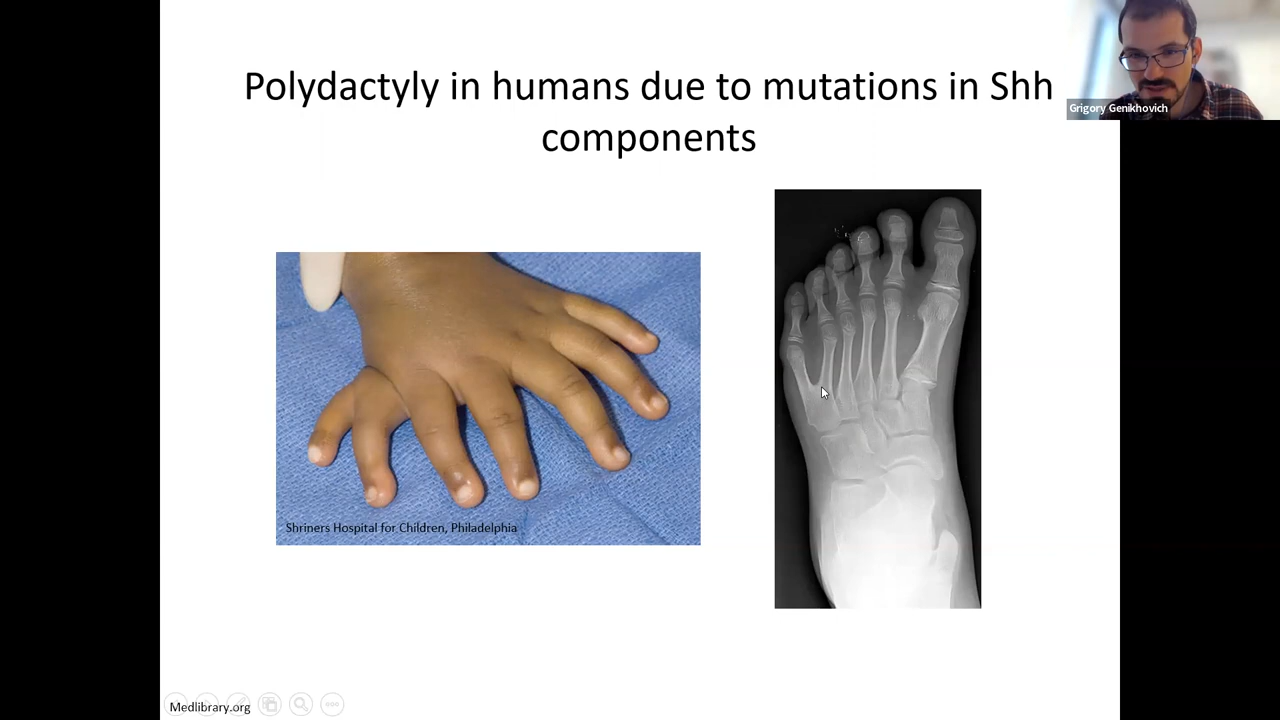 Polydactyly in humans due to mutations in Shh
components
Grigory Genikhovich
Shriners Hospital for Children, Philadelphia
Medlibrary.org